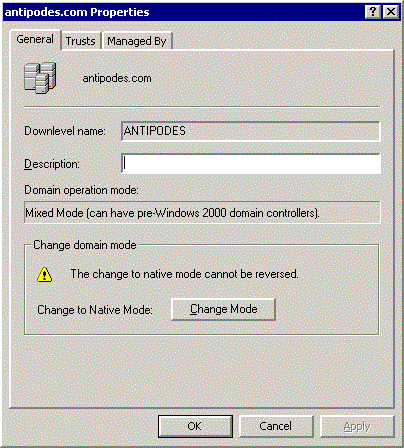 antipodes.com Properties
General Trusts Managed By
antipodes.com
Downlevel name: ANTIPODES
Description:
Domain operation mode:
Mixed Mode (can have pre-Windows 2000 domain controllers).
Change domain mode
The change to native mode cannot be reversed.
Change to Native Mode: Change Mode
OK Cancel Apply